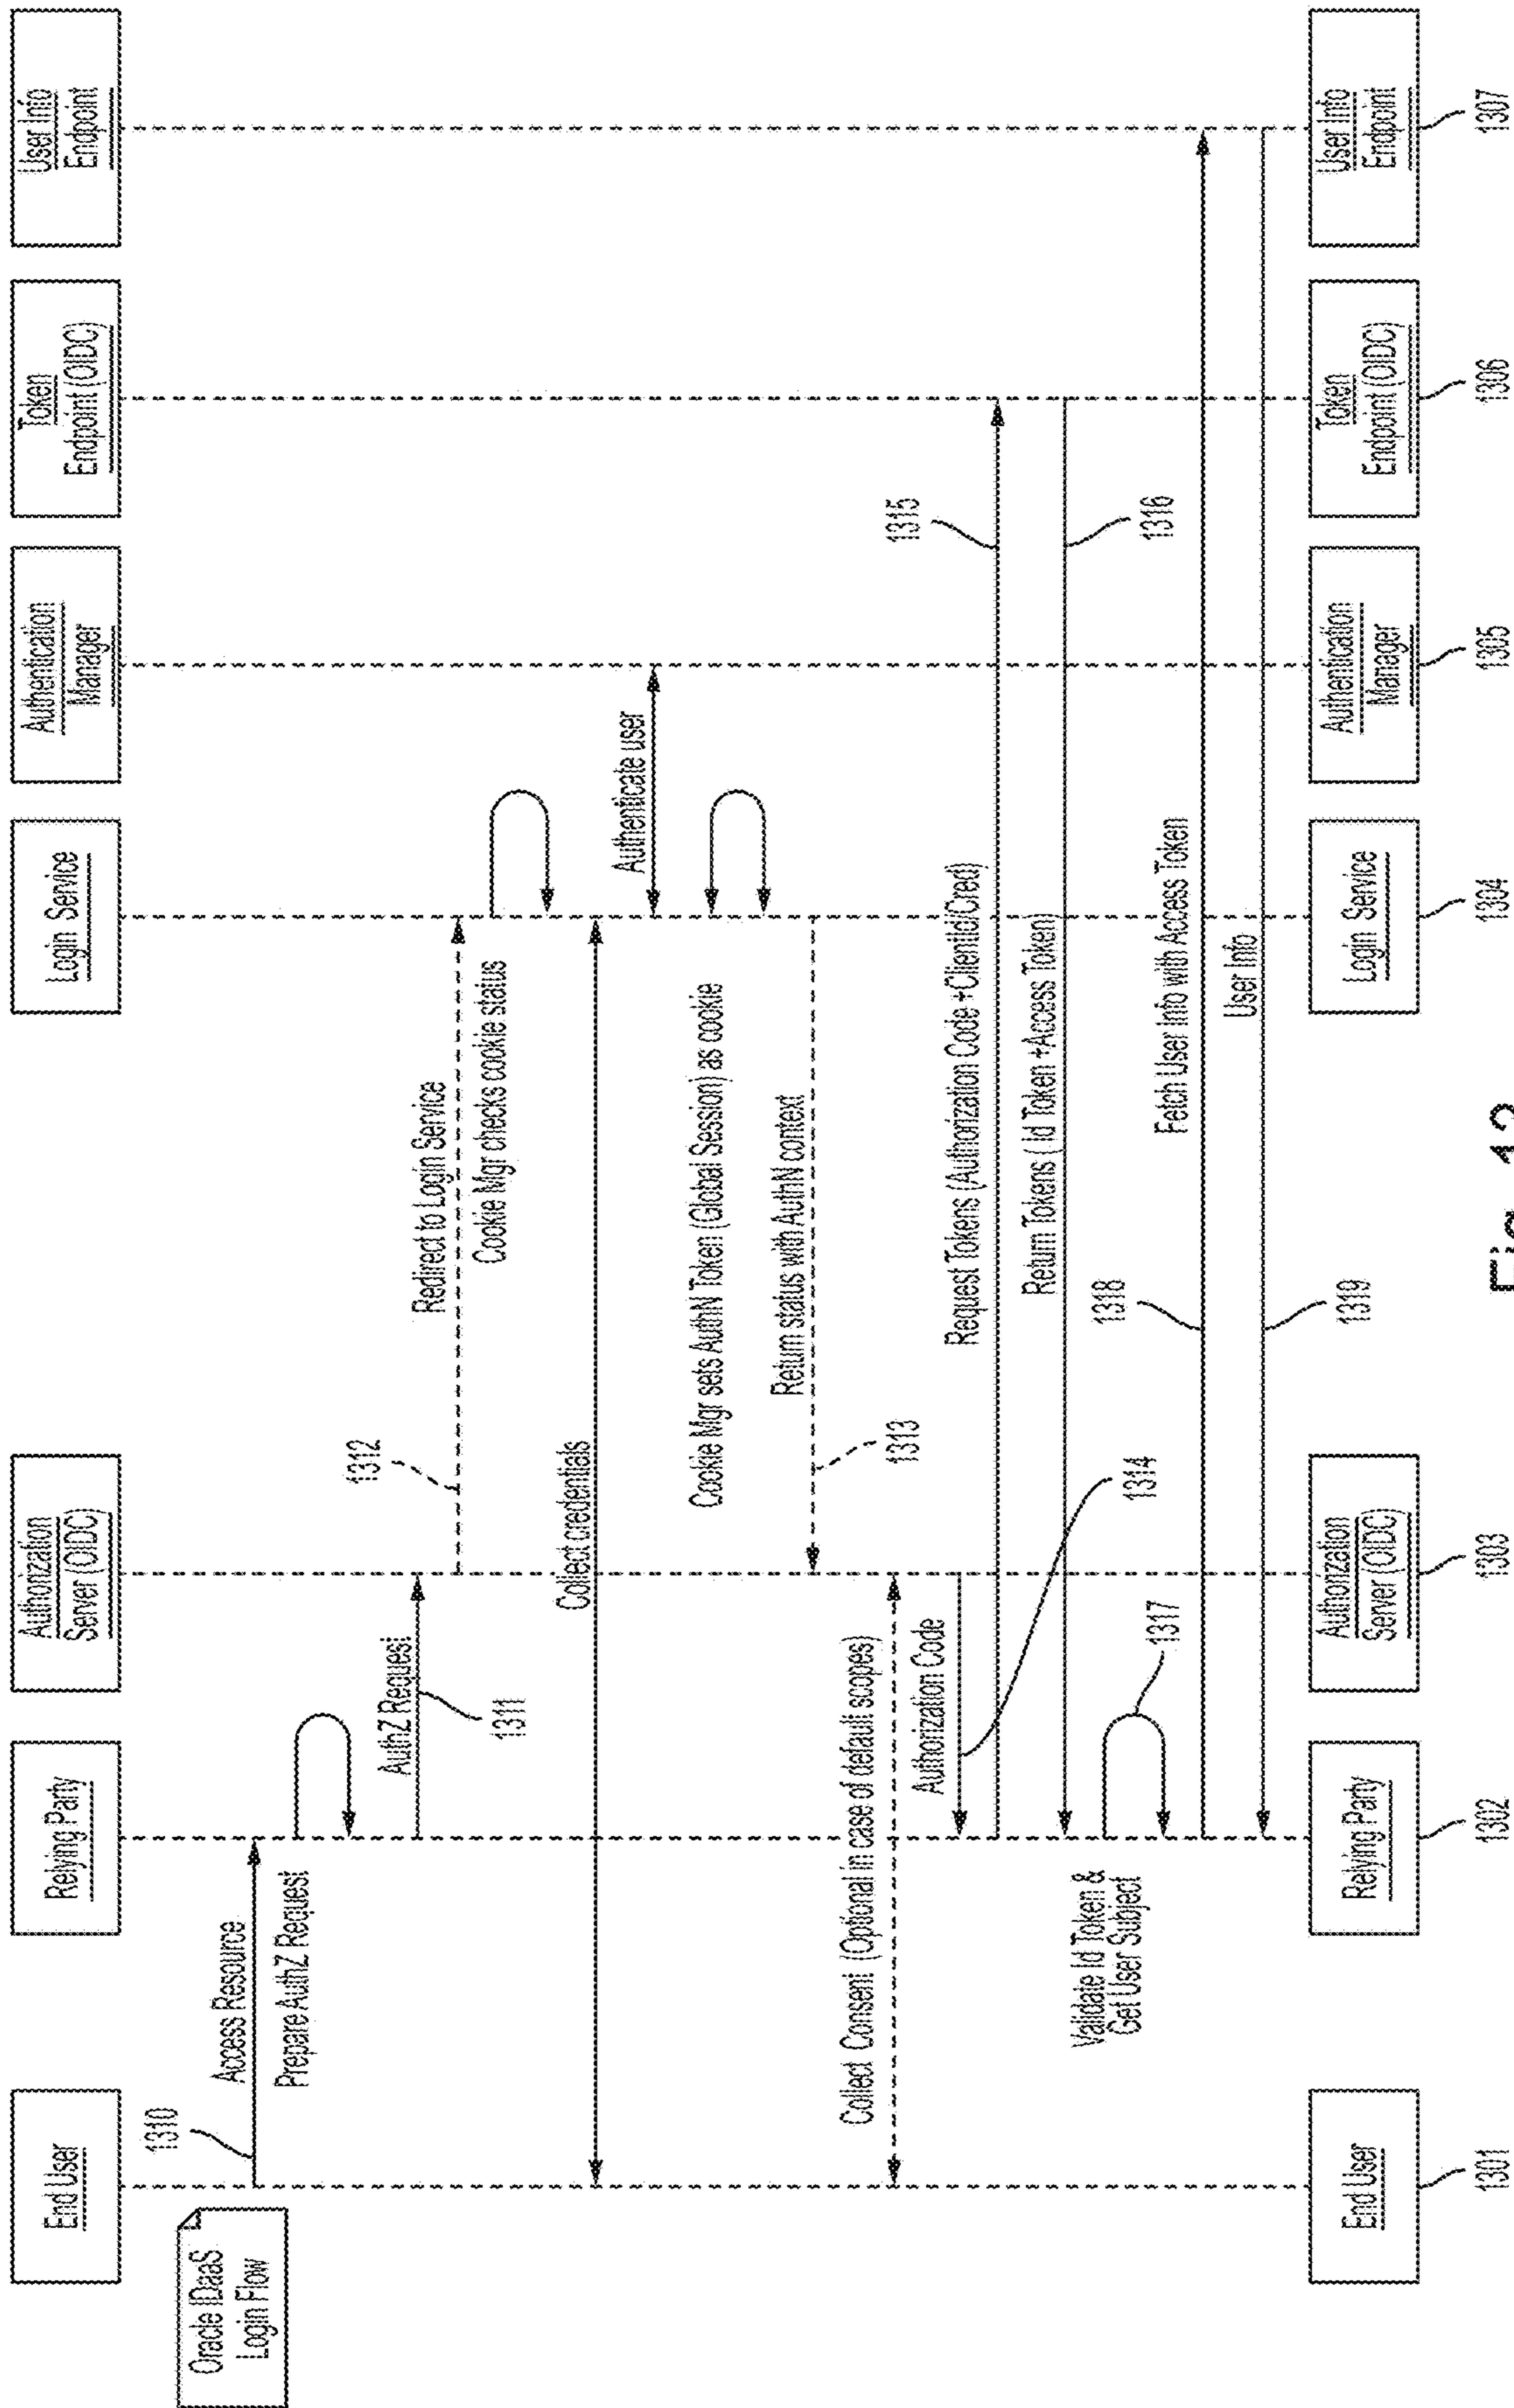 End User
Relying Party
Authorization
Server (OIDC)
Login Service
Authentication
Manager
Token
Endpoint (OIDC)
User Info
Endpoint
Oracle IDaaS
Login Flow
1310
Access Resource
Prepare AuthZ Request
AuthZ Request
1311
1312
Redirect to Login Service
Cookie Mgr checks cookie status
Collect credentials
Authenticate user
Cookie Mgr sets AuthN Token (Global Session) as cookie
Return status with AuthN context
1313
Collect Consent (Optional in case of default scopes)
Authorization Code
1314
Request Tokens (Authorization Code +ClientId/Cred)
1315
Return Tokens ( Id Token +Access Token)
1316
Validate Id Token &
Get User Subject
1317
1318
Fetch User Info with Access Token
User Info
1319
End User
Relying Party
Authorization
Server (OIDC)
Login Service
Authentication
Manager
Token
Endpoint (OIDC)
User Info
Endpoint
1301
1302
1303
1304
1305
1306
1307